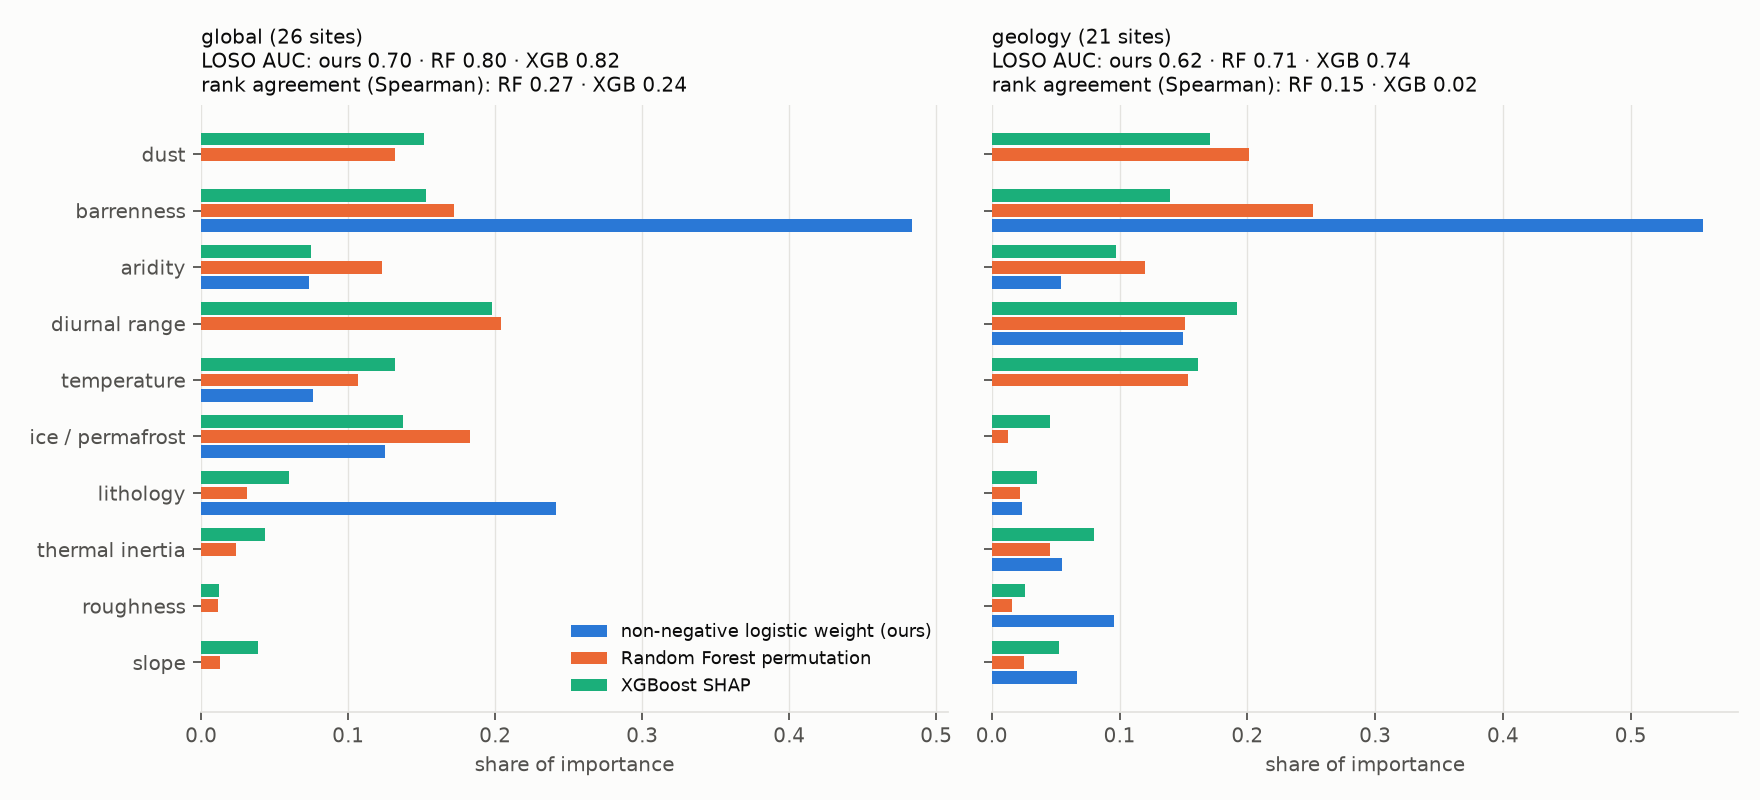 global (26 sites)
LOSO AUC: ours 0.70 · RF 0.80 · XGB 0.82
rank agreement (Spearman): RF 0.27 · XGB 0.24
geology (21 sites)
LOSO AUC: ours 0.62 · RF 0.71 · XGB 0.74
rank agreement (Spearman): RF 0.15 · XGB 0.02
dust
barrenness
aridity
diurnal range
temperature
ice / permafrost
lithology
thermal inertia
roughness
slope
non-negative logistic weight (ours)
Random Forest permutation
XGBoost SHAP
0.0 0.1 0.2 0.3 0.4 0.5
share of importance
0.0 0.1 0.2 0.3 0.4 0.5
share of importance